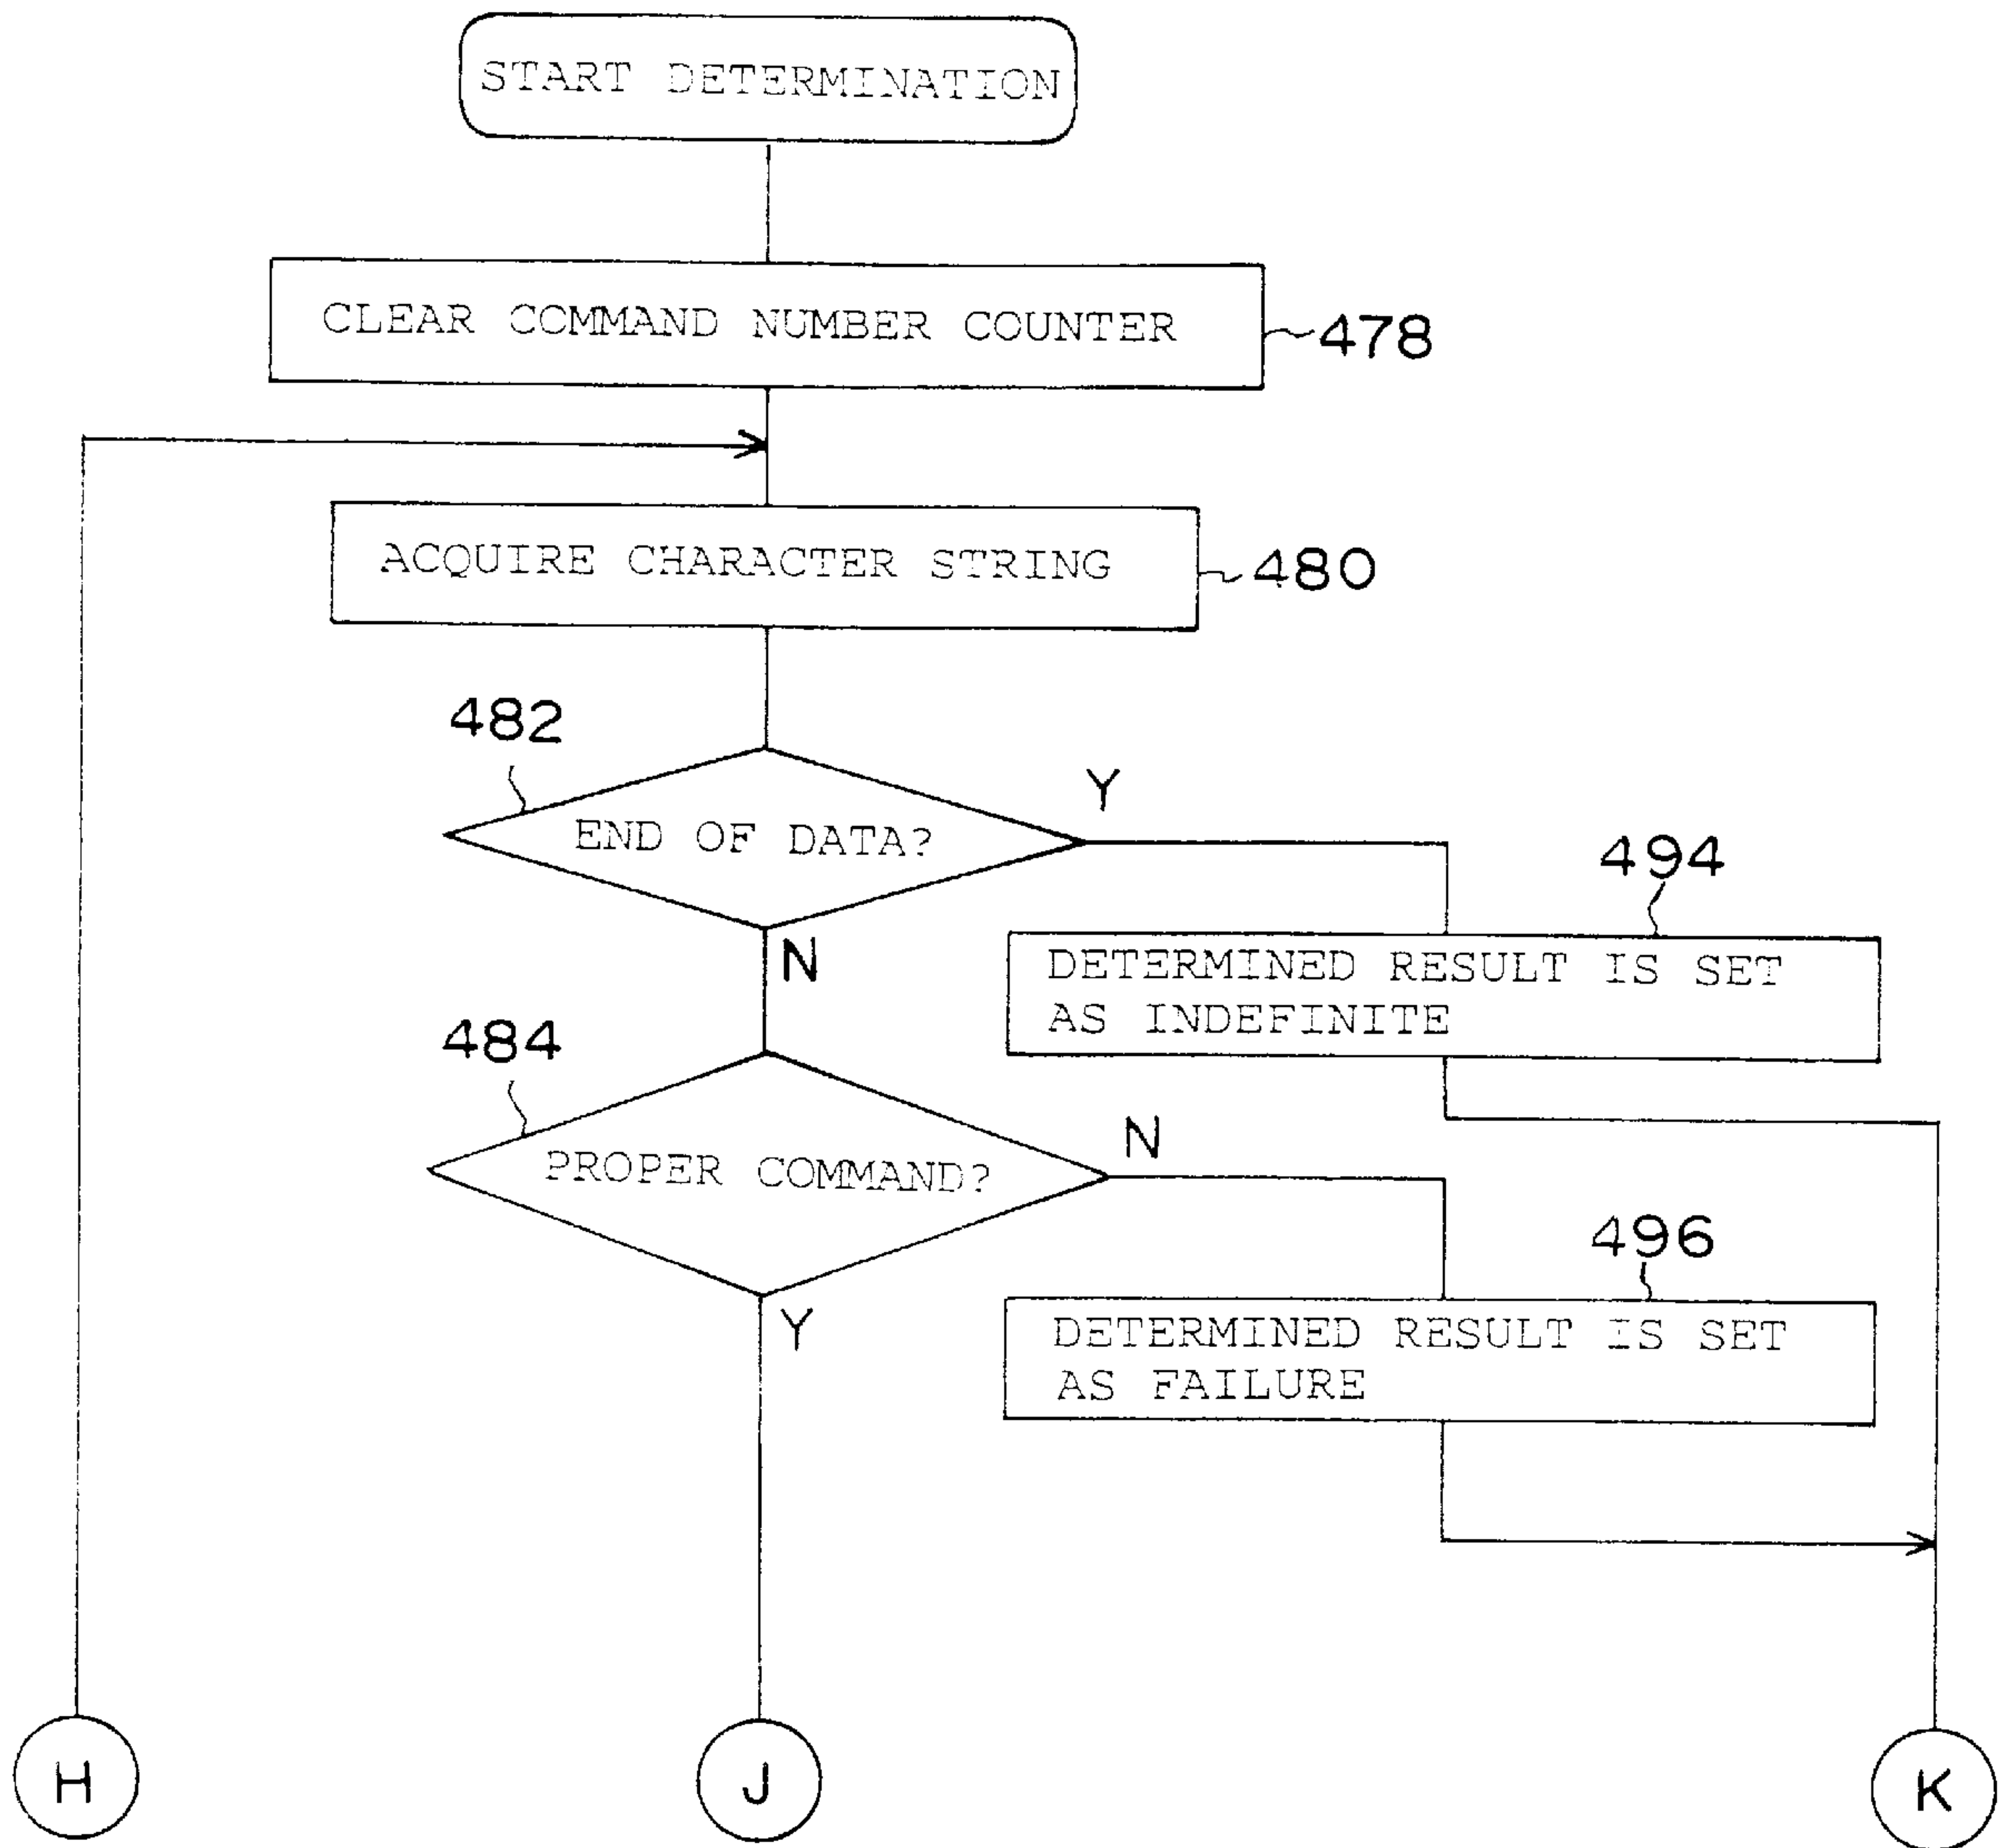 START DETERMINATION
CLEAR COMMAND NUMBER COUNTER
478
ACQUIRE CHARACTER STRING
480
482
END OF DATA?
Y
N
494
DETERMINED RESULT IS SET
AS INDEFINITE
484
PROPER COMMAND?
N
Y
496
DETERMINED RESULT IS SET
AS FAILURE
H
J
K